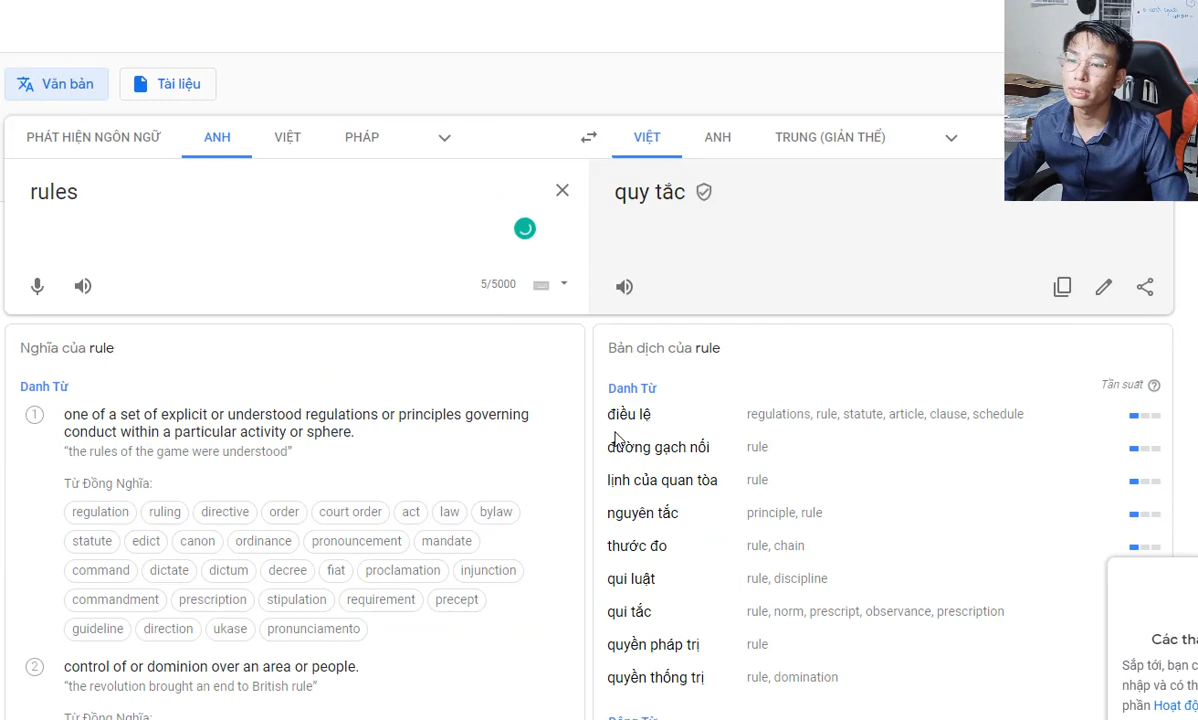 Văn bản
Tài liệu
PHÁT HIỆN NGÔN NGỮ ANH VIỆT PHÁP
VIỆT ANH TRUNG (GIẢN THỂ)
rules
quy tắc
5/5000
Nghĩa của rule
Danh Từ
1 one of a set of explicit or understood regulations or principles governing
conduct within a particular activity or sphere.
“the rules of the game were understood”
Từ Đồng Nghĩa:
regulation ruling directive order court order act law bylaw
statute edict canon ordinance pronouncement mandate
command dictate dictum decree fiat proclamation injunction
commandment prescription stipulation requirement precept
guideline direction ukase pronunciamento
2 control of or dominion over an area or people.
“the revolution brought an end to British rule”
Từ Đồng Nghĩa:
Bản dịch của rule
Danh Từ Tần suất
điều lệ regulations, rule, statute, article, clause, schedule
đường gạch nối rule
lịnh của quan tòa rule
nguyên tắc principle, rule
thước đo rule, chain
qui luật rule, discipline
qui tắc rule, norm, prescript, observance, prescription
quyền pháp trị rule
quyền thống trị rule, domination
Động Từ
Các
Sắp tới, bạn
nhập và có
phần Hoạt